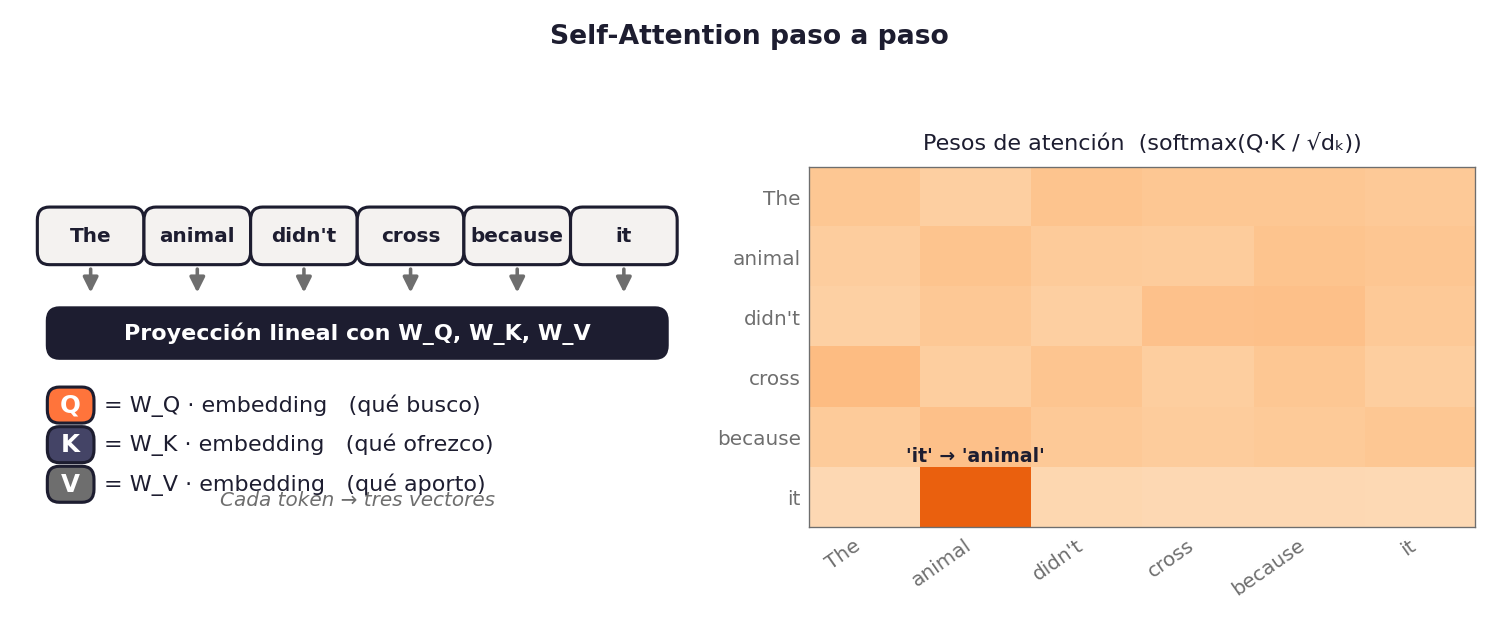 Self-Attention paso a paso
The animal didn't cross because it
Proyección lineal con W_Q, W_K, W_V
Q = W_Q · embedding (qué busco)
K = W_K · embedding (qué ofrezco)
V = W_V · embedding (qué aporto)
Cada token → tres vectores
Pesos de atención (softmax(Q·K / √dₖ))
The
animal
didn't
cross
because
'it' → 'animal'
it
The animal didn't cross because it